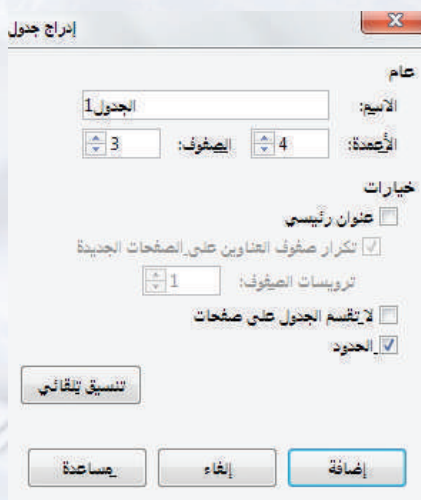 إدراج جدول
عام
الاسم: الجدول1
الأعمدة: 4 الصفوف: 3
خيارات
عنوان رئيسي
تكرار صفوف العناوين على الصفحات الجديدة
ترويسات الصفوف: 1
لا تقسم الجدول على صفحات
الحدود
تنسيق تلقائي
إضافة إلغاء مساعدة